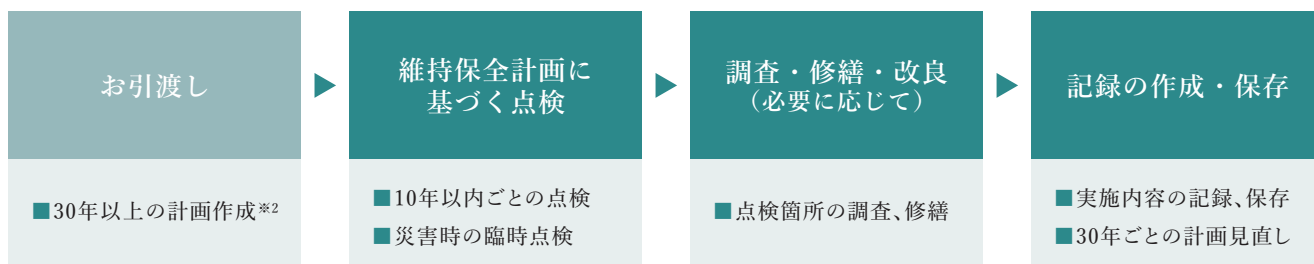 お引渡し
■30年以上の計画作成※2
▶
維持保全計画に
基づく点検
■10年以内ごとの点検
■災害時の臨時点検
▶
調査・修繕・改良
（必要に応じて）
■点検箇所の調査、修繕
▶
記録の作成・保存
■実施内容の記録、保存
■30年ごとの計画見直し